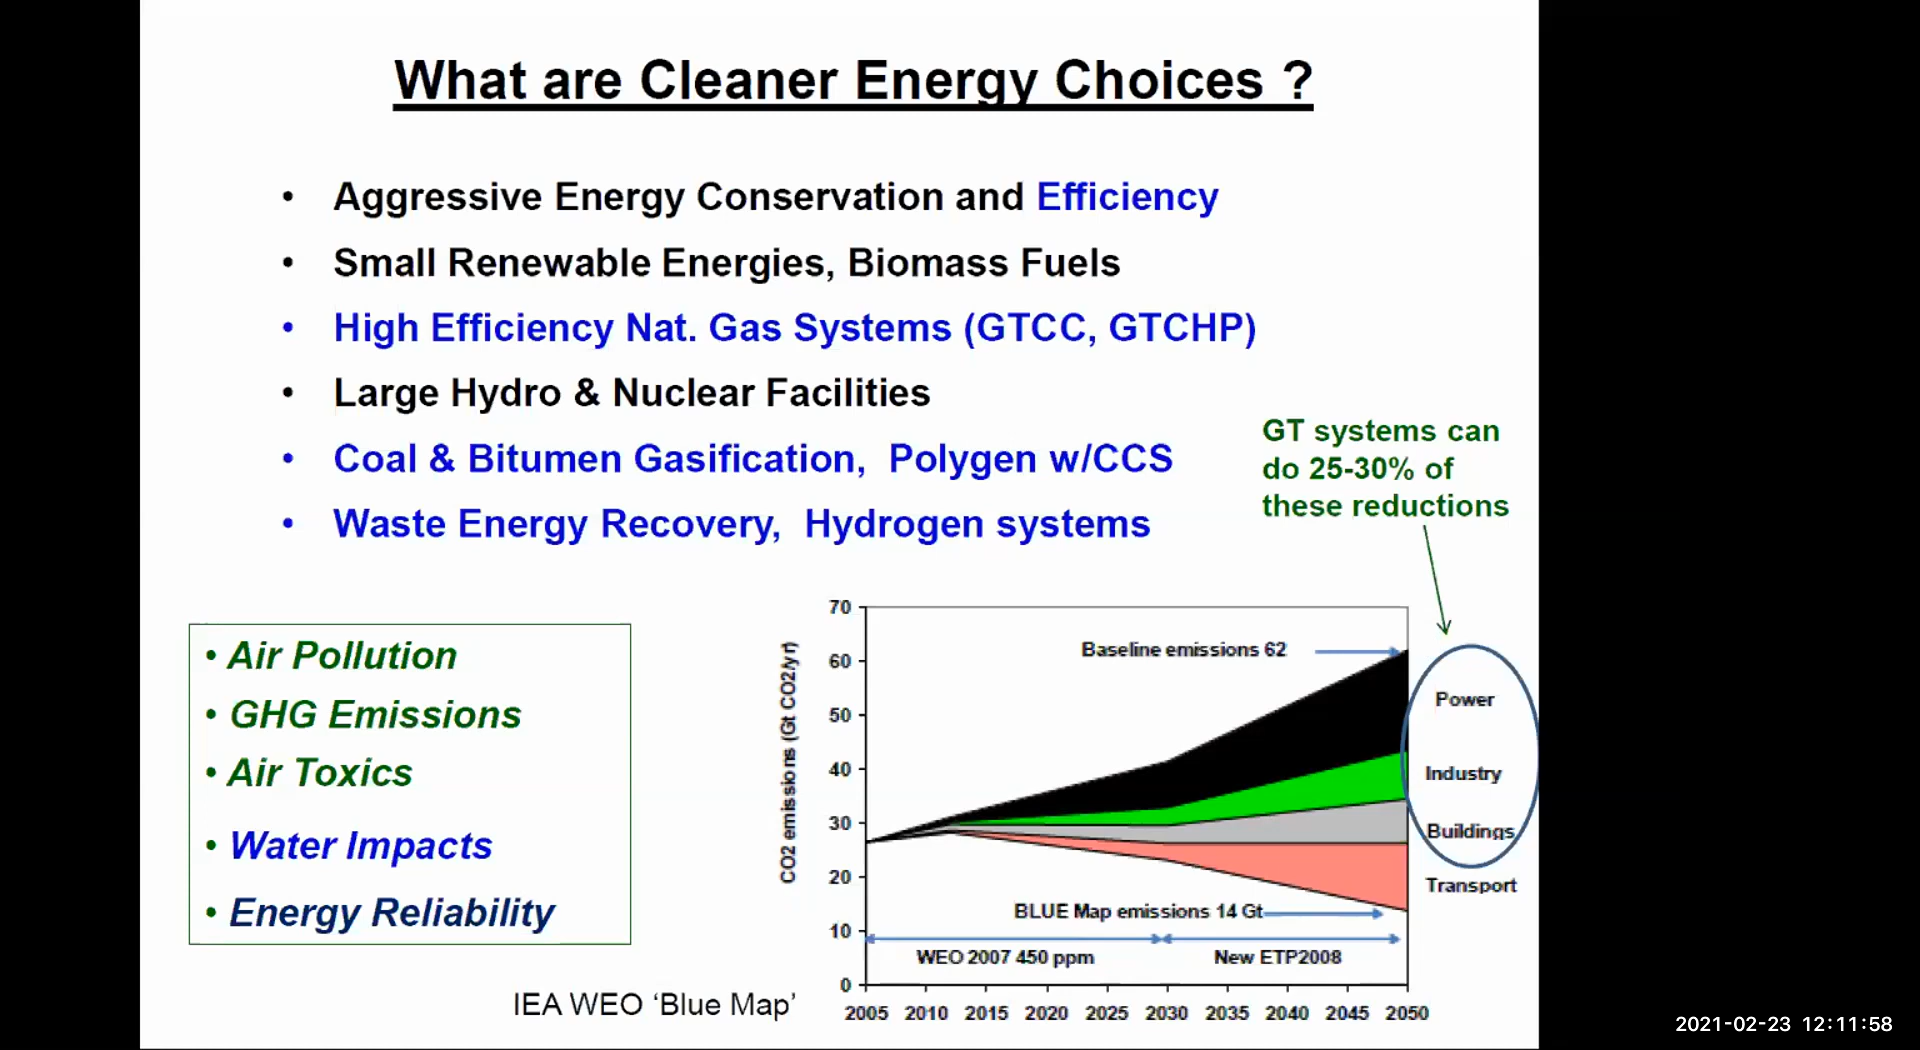 What are Cleaner Energy Choices ?
• Aggressive Energy Conservation and Efficiency
• Small Renewable Energies, Biomass Fuels
• High Efficiency Nat. Gas Systems (GTCC, GTCHP)
• Large Hydro & Nuclear Facilities
• Coal & Bitumen Gasification, Polygen w/CCS
• Waste Energy Recovery, Hydrogen systems
GT systems can
do 25-30% of
these reductions
• Air Pollution
• GHG Emissions
• Air Toxics
• Water Impacts
• Energy Reliability
IEA WEO ‘Blue Map’
CO2 emissions (Gt CO2/yr)
70
60
50
40
30
20
10
0
Baseline emissions 62
Power
Industry
Buildings
Transport
BLUE Map emissions 14 Gt
WEO 2007 450 ppm
New ETP2008
2005 2010 2015 2020 2025 2030 2035 2040 2045 2050
2021-02-23 12:11:58